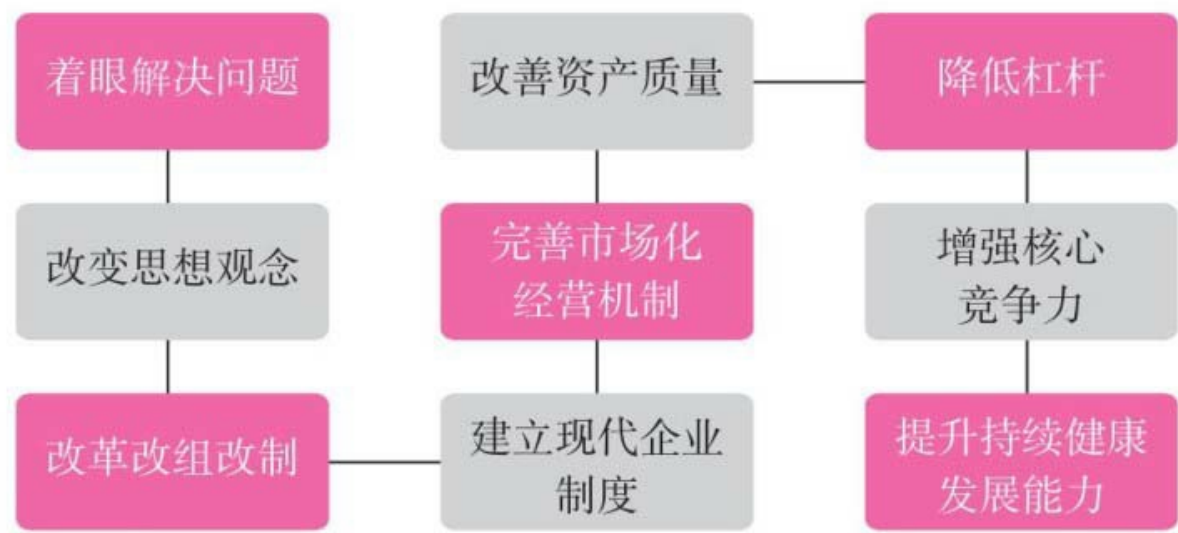 着眼解决问题
改变思想观念
改革改组改制
建立现代企业
制度
完善市场化
经营机制
改善资产质量
降低杠杆
增强核心
竞争力
提升持续健康
发展能力